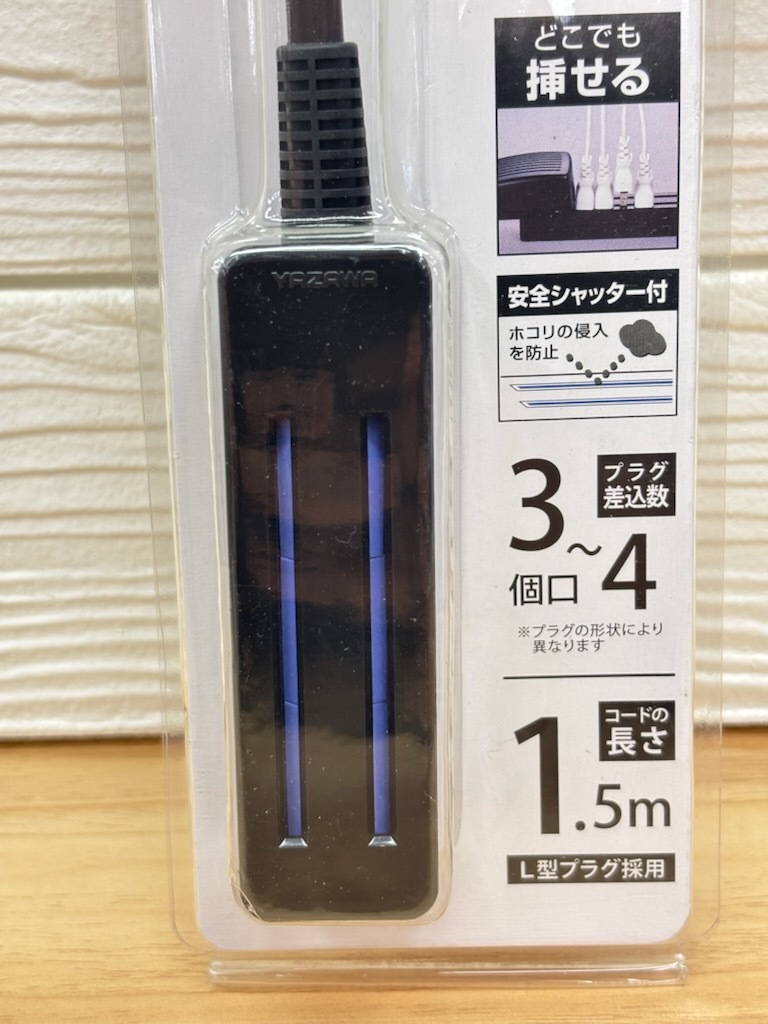 YAZAWA
どこでも
挿せる
安全シャッター付
ホコリの侵入
を防止
プラグ
差込数
3
個口
～4
※プラグの形状により
異なります
コードの
長さ
1.5m
L型プラグ採用